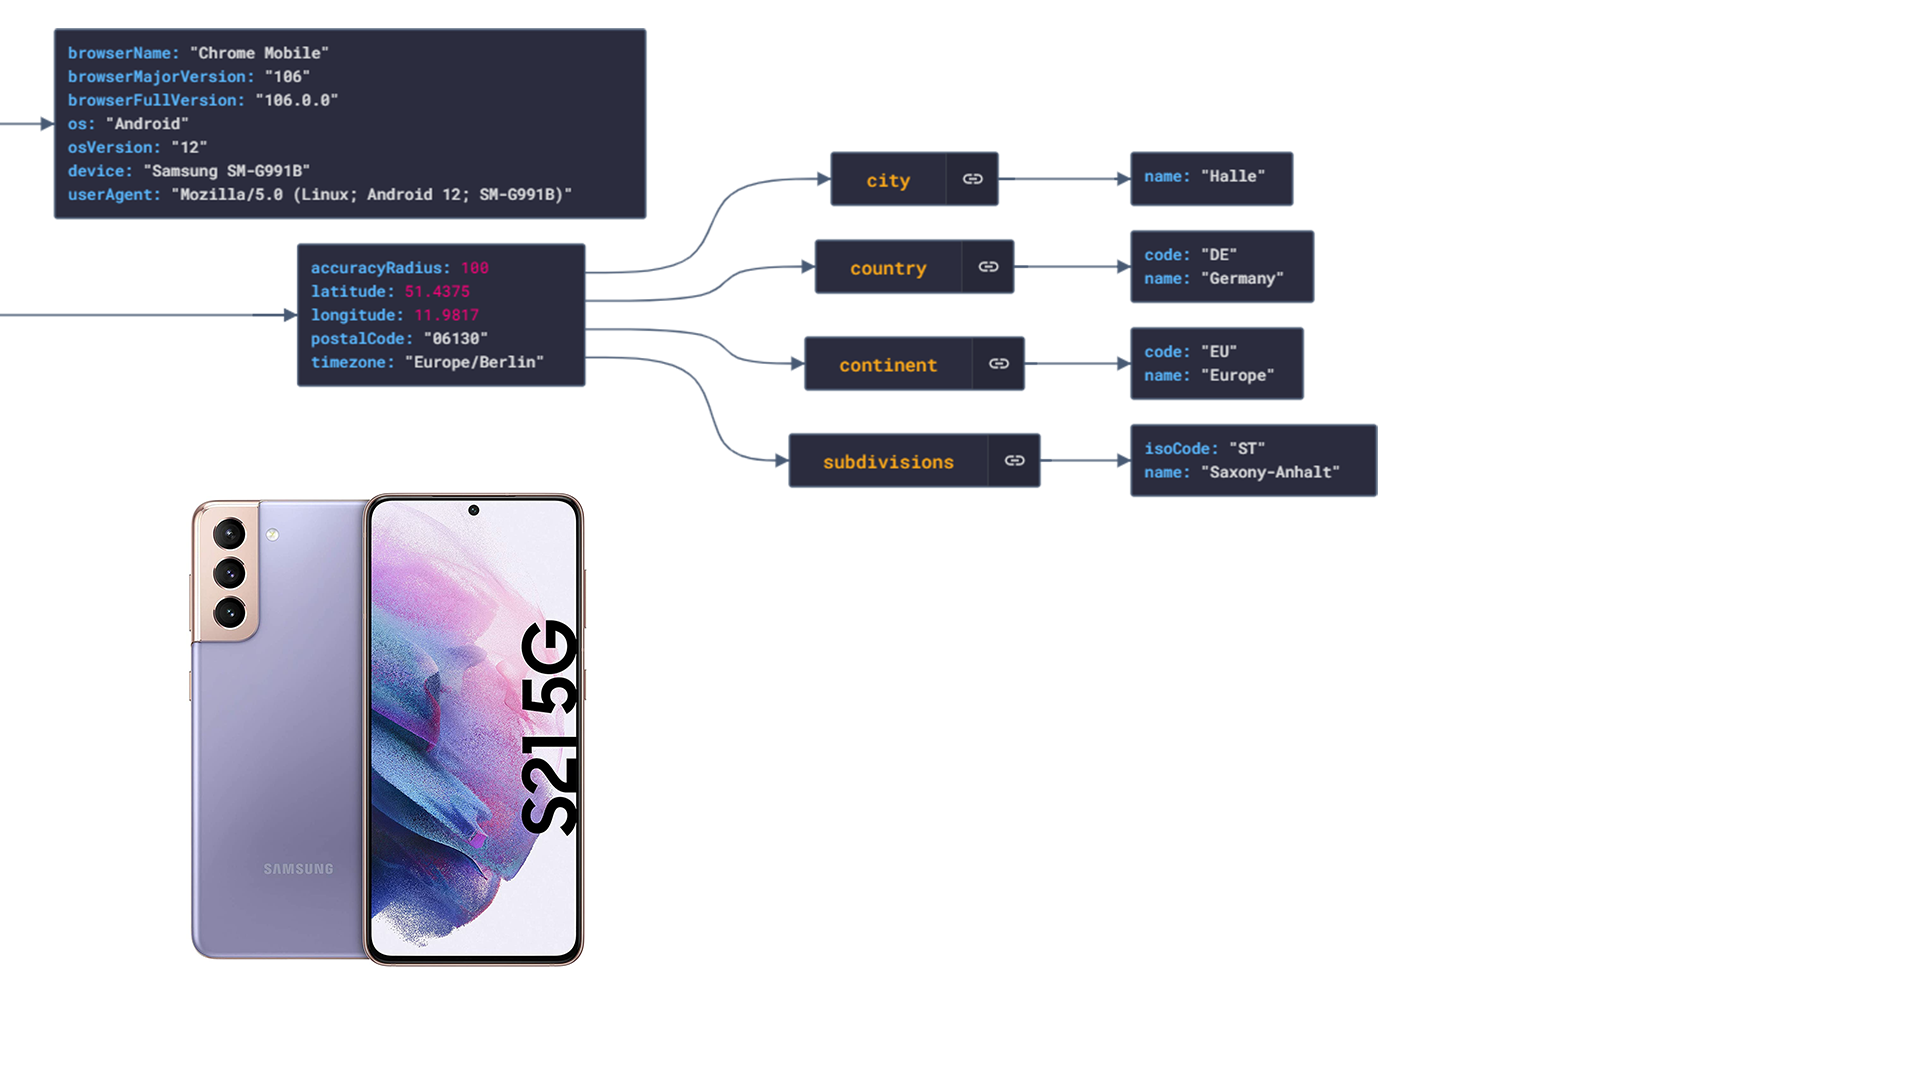 browserName: "Chrome Mobile"
browserMajorVersion: "106"
browserFullVersion: "106.0.0"
os: "Android"
osVersion: "12"
device: "Samsung SM-G991B"
userAgent: "Mozilla/5.0 (Linux; Android 12; SM-G991B)"
accuracyRadius: 100
latitude: 51.4375
longitude: 11.9817
postalCode: "06130"
timezone: "Europe/Berlin"
city
name: "Halle"
country
code: "DE"
name: "Germany"
continent
code: "EU"
name: "Europe"
subdivisions
isoCode: "ST"
name: "Saxony-Anhalt"
S21 5G
SAMSUNG